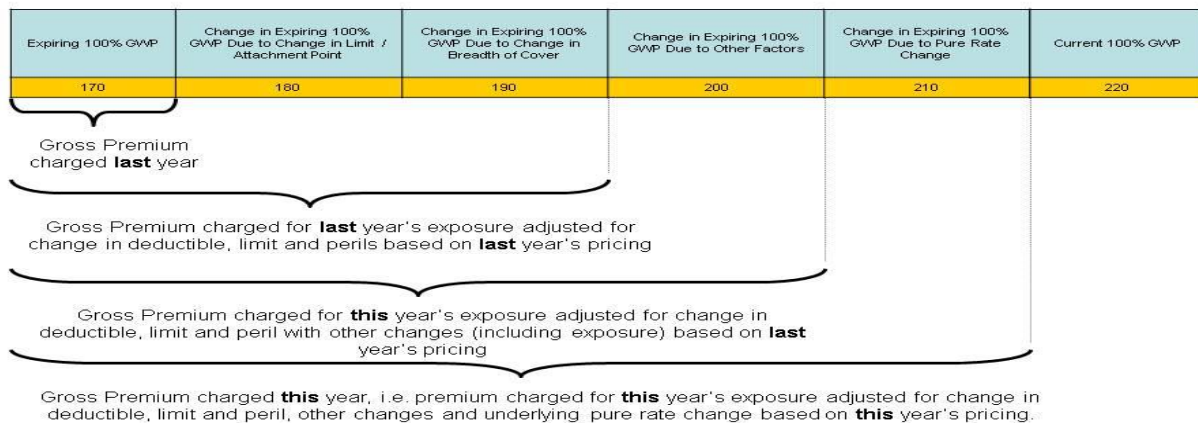 Expiring 100% GWP
Change in Expiring 100%
GWP Due to Change in Limit /
Attachment Point
Change in Expiring 100%
GWP Due to Change in
Breadth of Cover
Change in Expiring 100%
GWP Due to Other Factors
Change in Expiring 100%
GWP Due to Pure Rate
Change
Current 100% GWP
170
180
190
200
210
220
Gross Premium
charged last year
Gross Premium charged for last year's exposure adjusted for
change in deductible, limit and perils based on last year's pricing
Gross Premium charged for this year's exposure adjusted for change in
deductible, limit and peril with other changes (including exposure) based on last
year's pricing
Gross Premium charged this year, i.e. premium charged for this year's exposure adjusted for change in
deductible, limit and peril, other changes and underlying pure rate change based on this year's pricing.